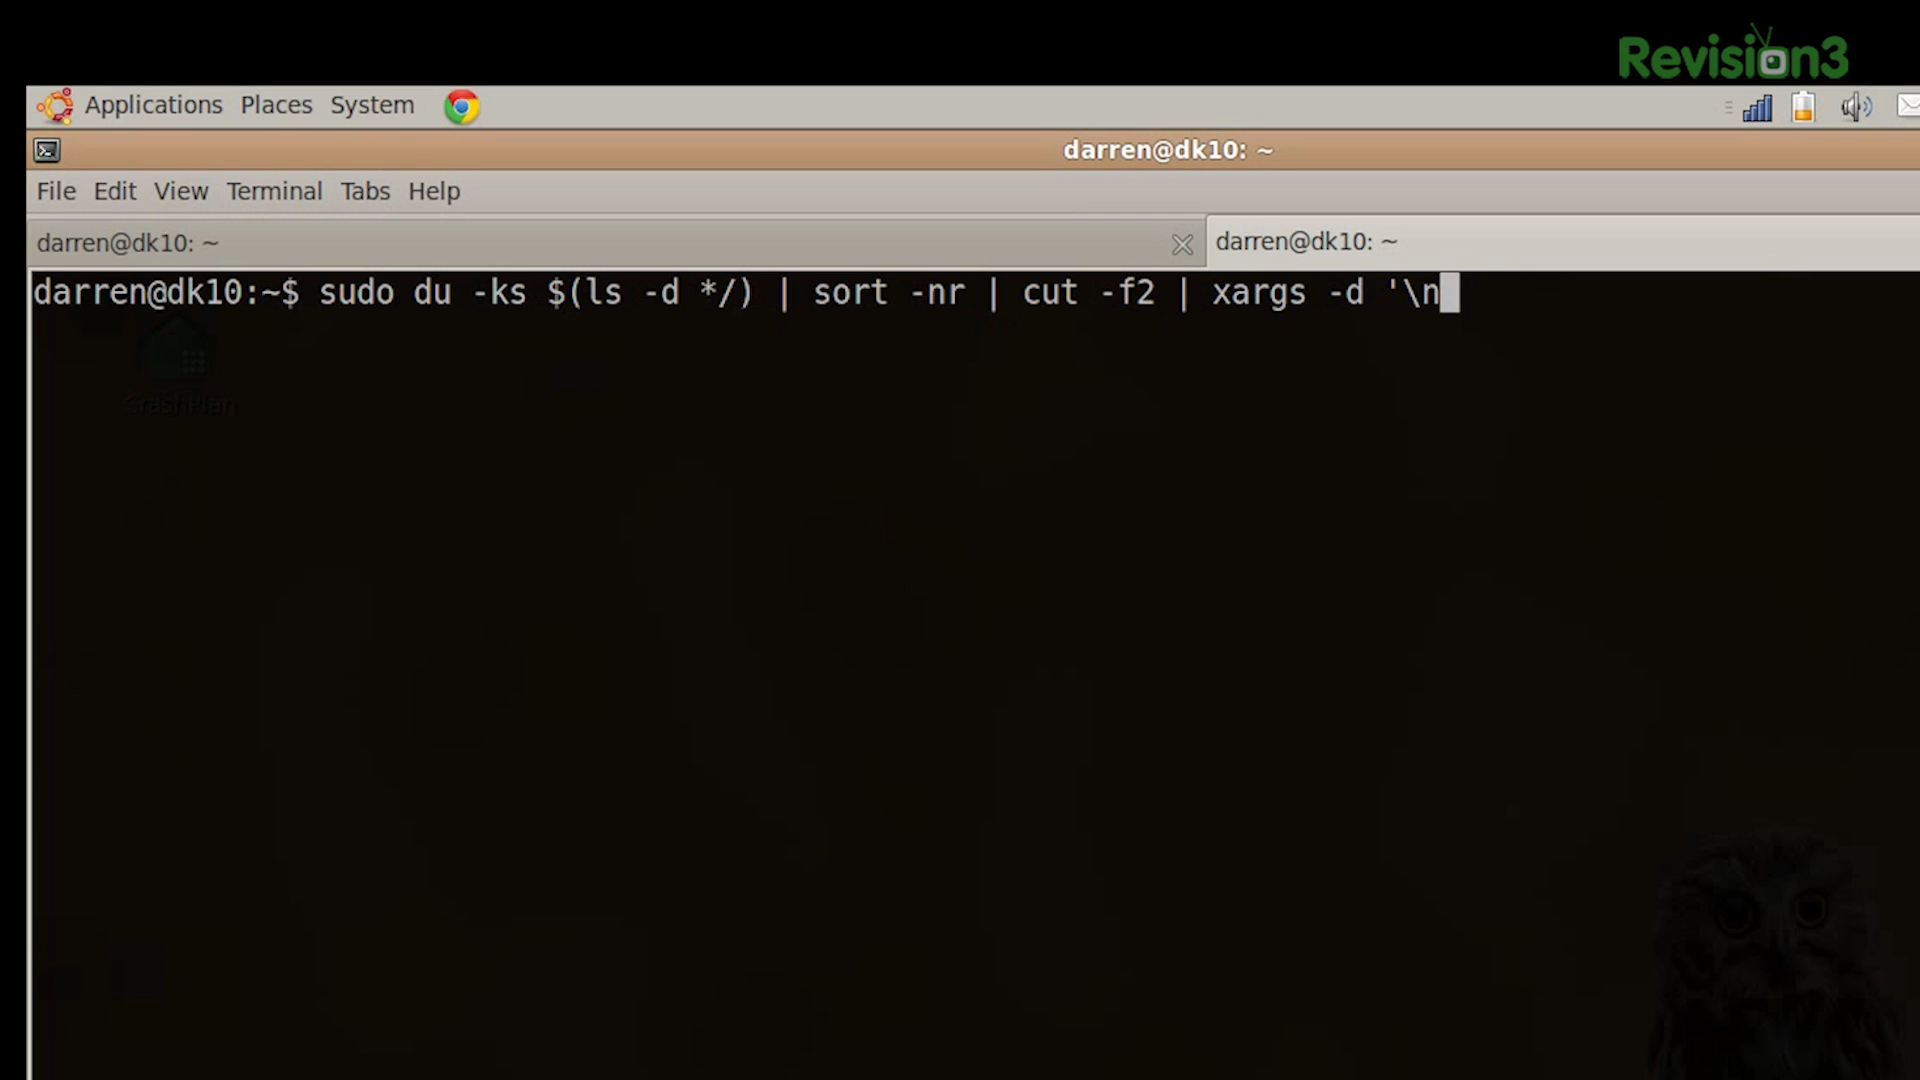 Revision3
Applications Places System
darren@dk10: ~
File Edit View Terminal Tabs Help
darren@dk10: ~ darren@dk10: ~
darren@dk10:~$ sudo du -ks $(ls -d */) | sort -nr | cut -f2 | xargs -d '\n
CrashPlan